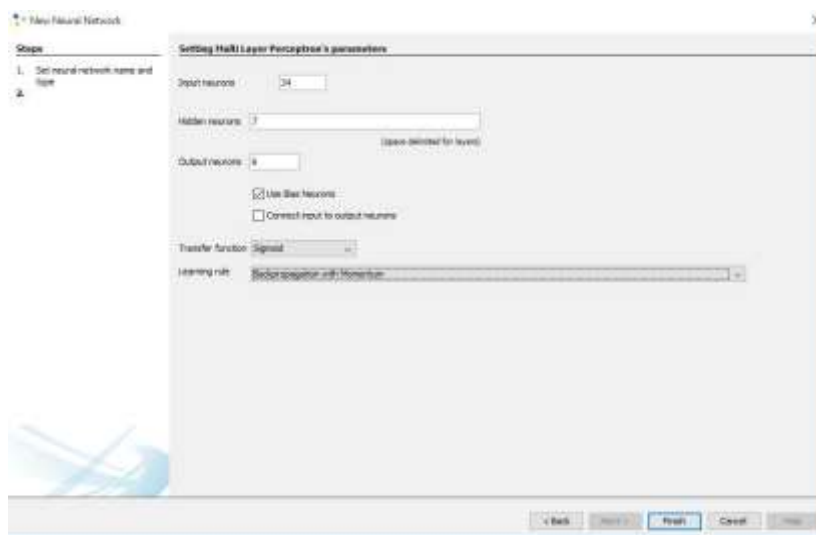 New Neural Network
Steps
1. Set neural network name and
type
2.
Setting Multi Layer Perceptron's parameters
Input neurons 24
Hidden neurons 7
(space delimited for layers)
Output neurons 6
Use Bias Neurons
Connect input to output neurons
Transfer function Sigmoid
Learning rule Backpropagation with Momentum
< Back Next > Finish Cancel Help